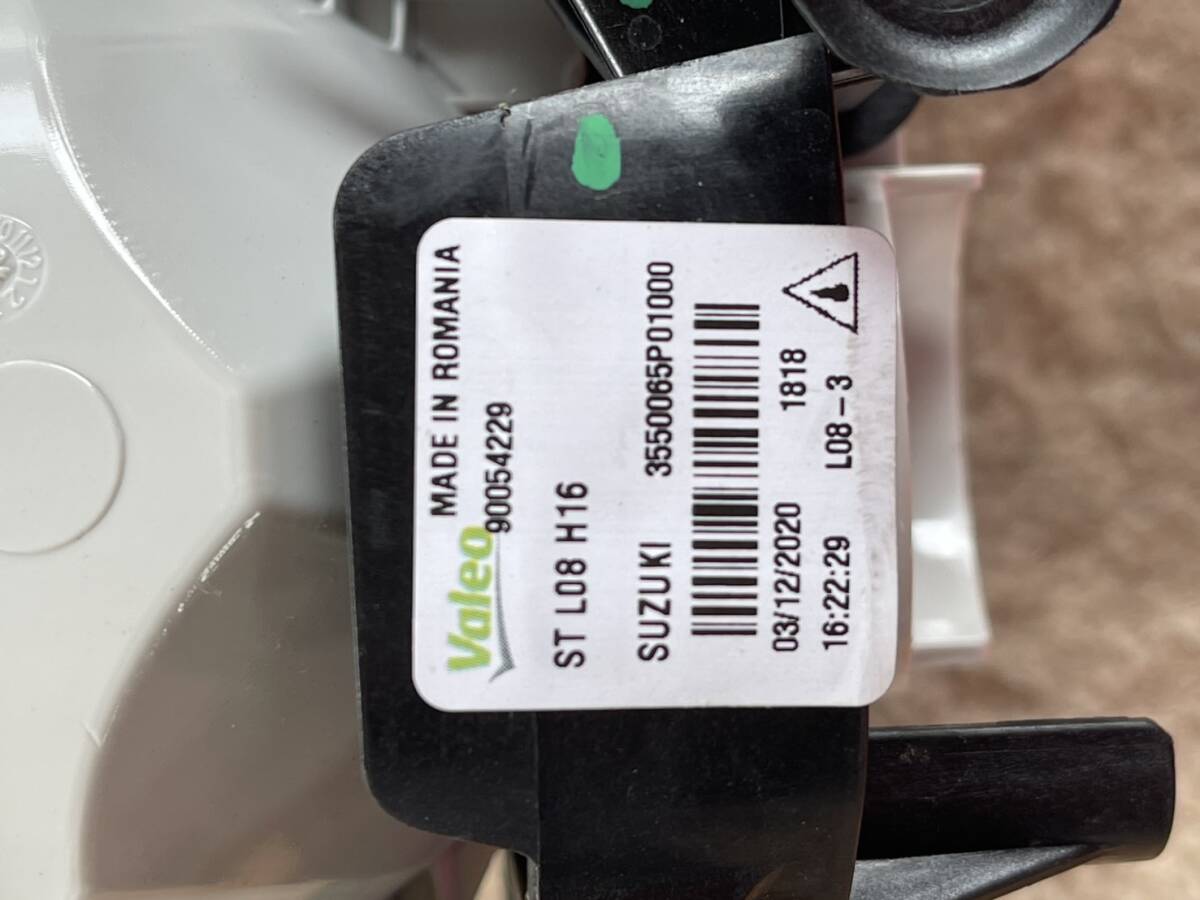 MADE IN ROMANIA
Valeo 90054229
ST L08 H16
SUZUKI 3550065P01000
03/12/2020 1818
16:22:29 L08-3